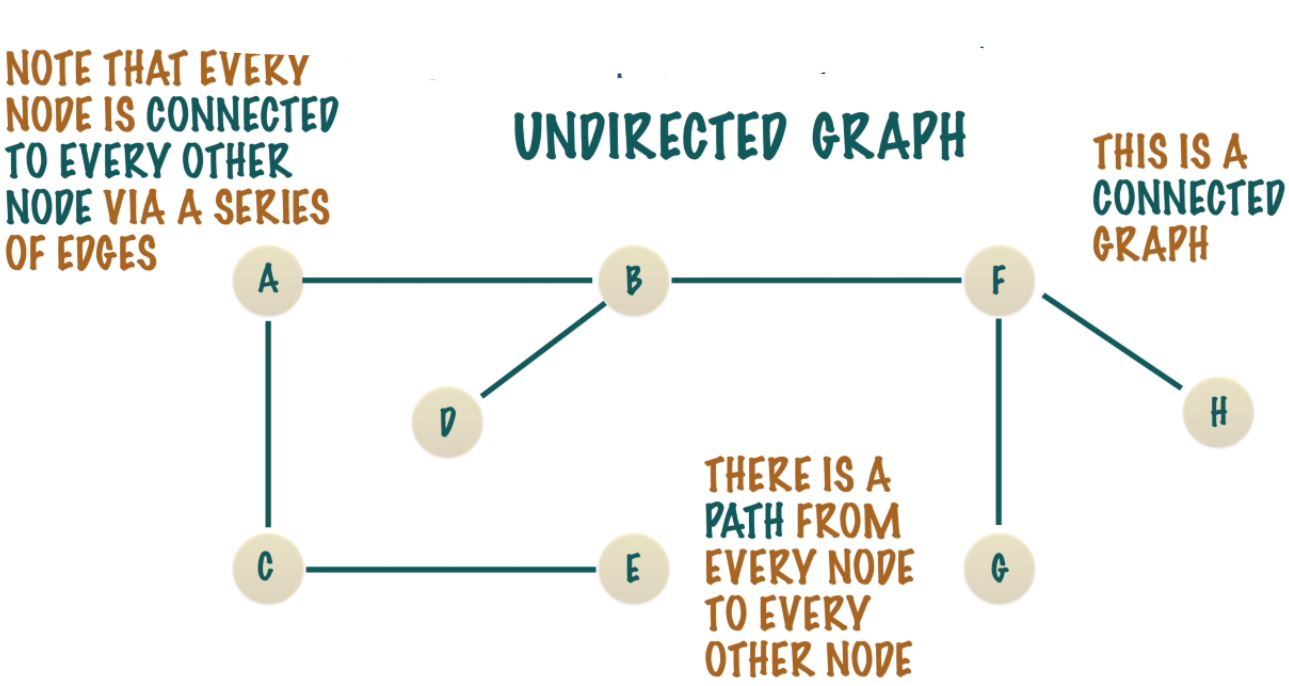 NOTE THAT EVERY
NODE IS CONNECTED
TO EVERY OTHER
NODE VIA A SERIES
OF EDGES
UNDIRECTED GRAPH
THIS IS A
CONNECTED
GRAPH
A
B
F
D
H
C
E
G
THERE IS A
PATH FROM
EVERY NODE
TO EVERY
OTHER NODE